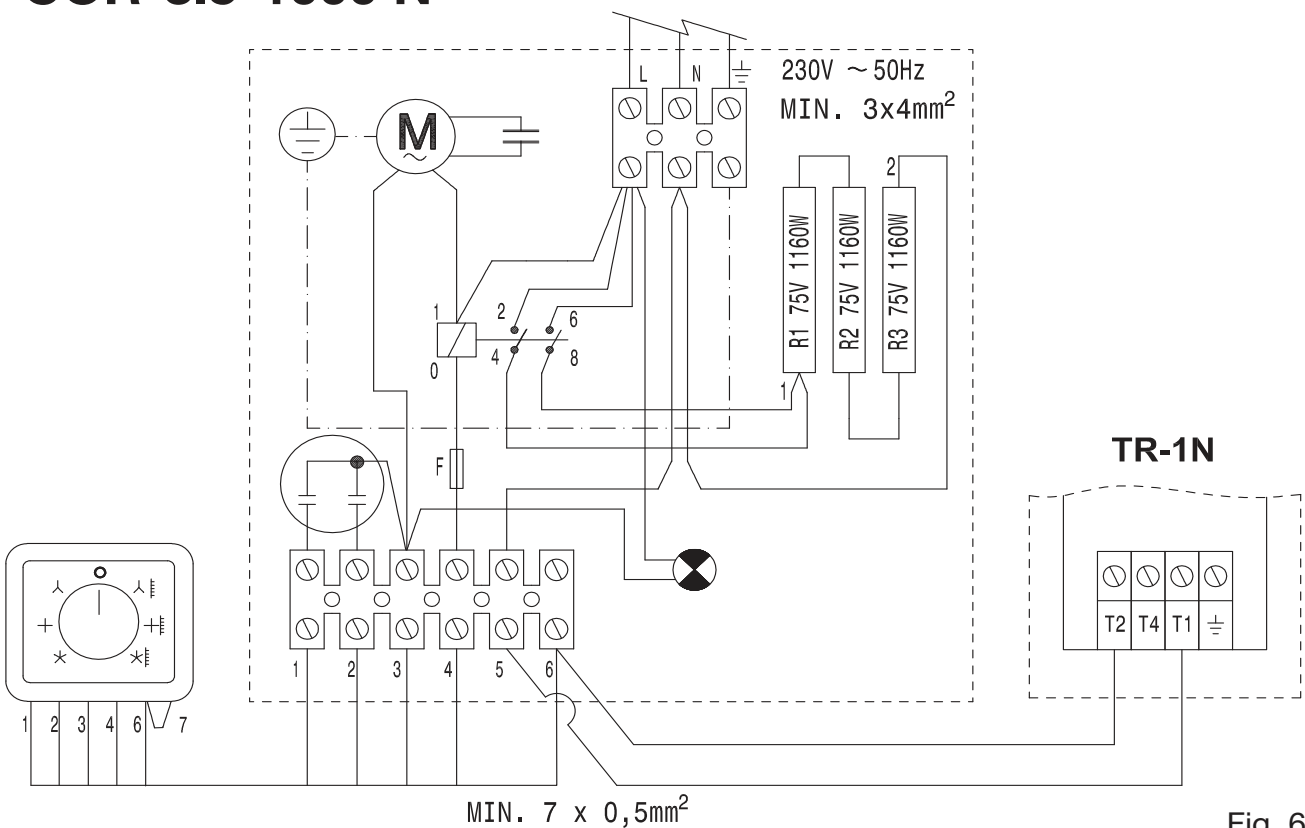 L N 230V ~ 50Hz
MIN. 3x4mm²
M
2
R1 75V 1160W
R2 75V 1160W
R3 75V 1160W
1 2 6
0 4 8
1
F
TR-1N
T2 T4 T1
1 2 3 4 5 6
1 2 3 4 6 7
MIN. 7 x 0,5mm²